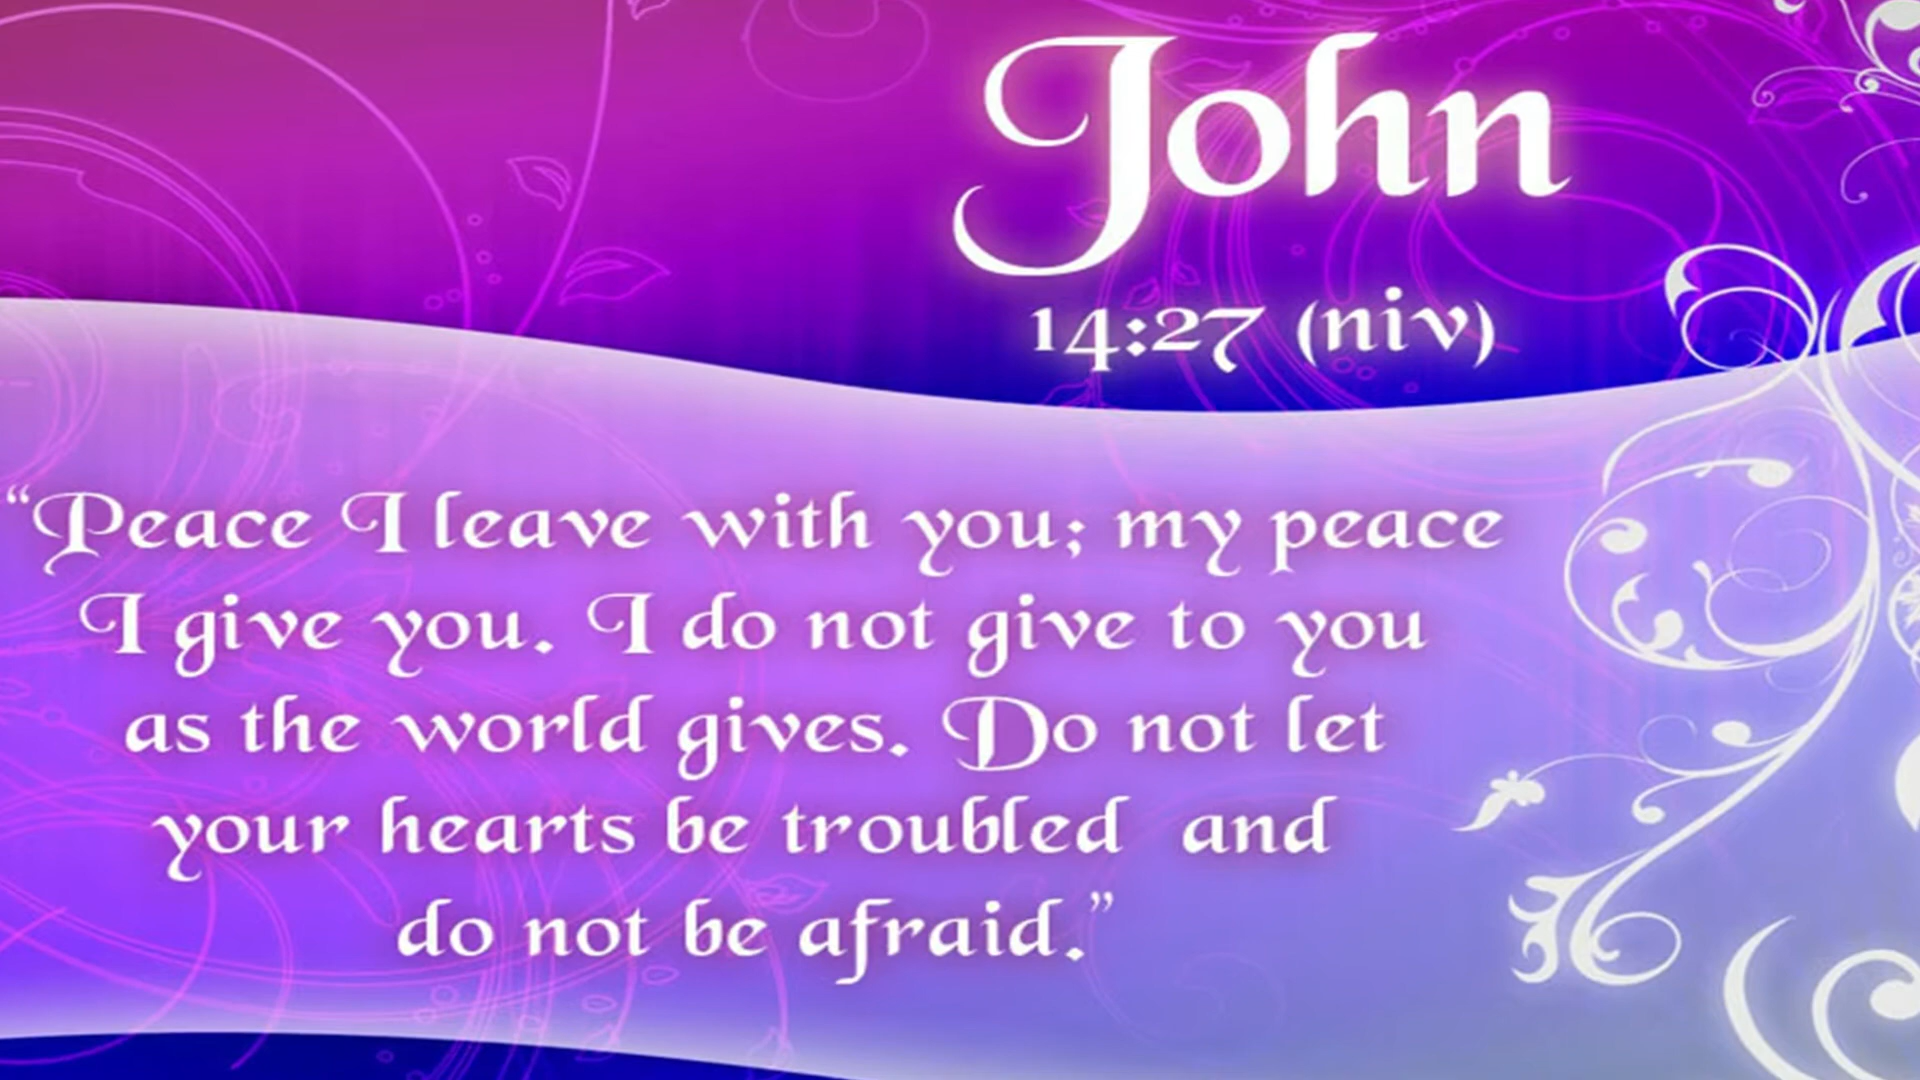 John
14:27 (niv)
“Peace I leave with you; my peace
I give you. I do not give to you
as the world gives. Do not let
your hearts be troubled  and
do not be afraid.”